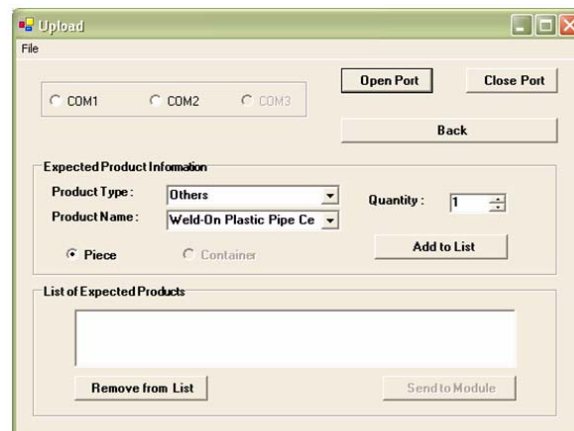 Upload
File
Open Port
Close Port
COM1
COM2
COM3
Back
Expected Product Information
Product Type :
Others
Quantity :
1
Product Name :
Weld-On Plastic Pipe Ce
Piece
Container
Add to List
List of Expected Products
Remove from List
Send to Module